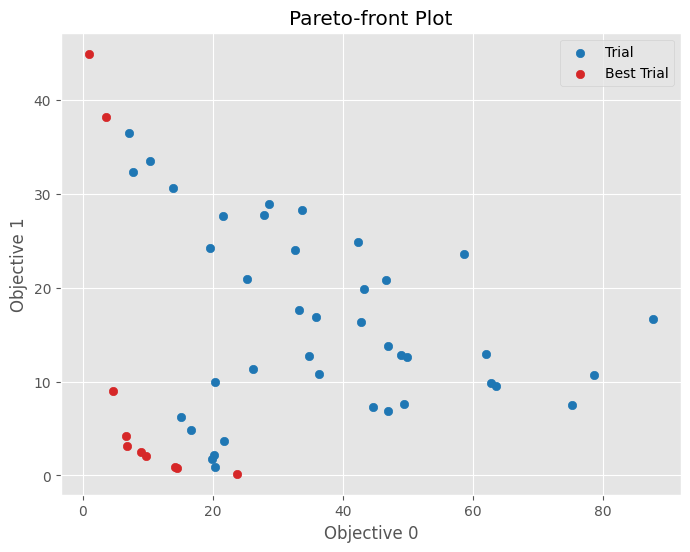 Pareto-front Plot
Trial
Best Trial
Objective 1
40
30
20
10
0
0 20 40 60 80
Objective 0